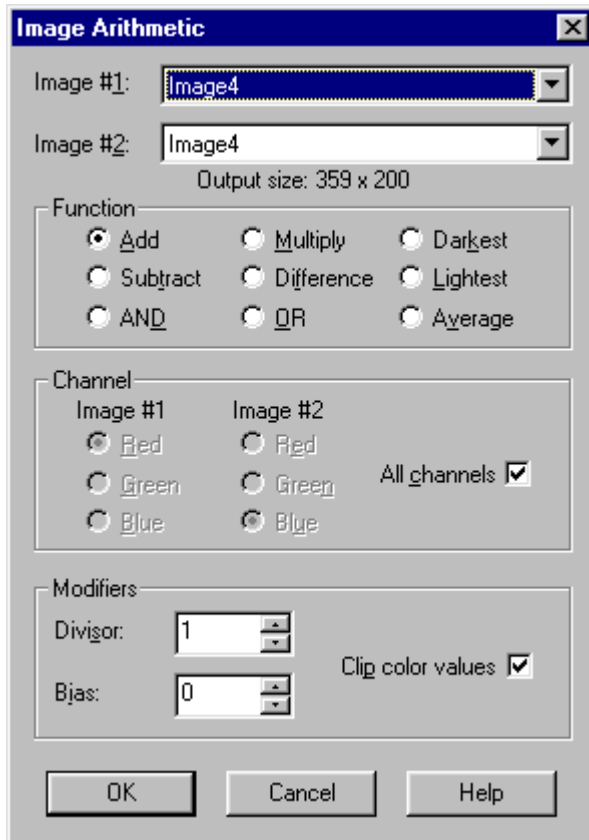 Image Arithmetic
Image #1: Image4
Image #2: Image4
Output size: 359 x 200
Function
Add Multiply Darkest
Subtract Difference Lightest
AND OR Average
Channel
Image #1 Image #2
Red Red
Green Green All channels
Blue Blue
Modifiers
Divisor: 1
Clip color values
Bias: 0
OK Cancel Help